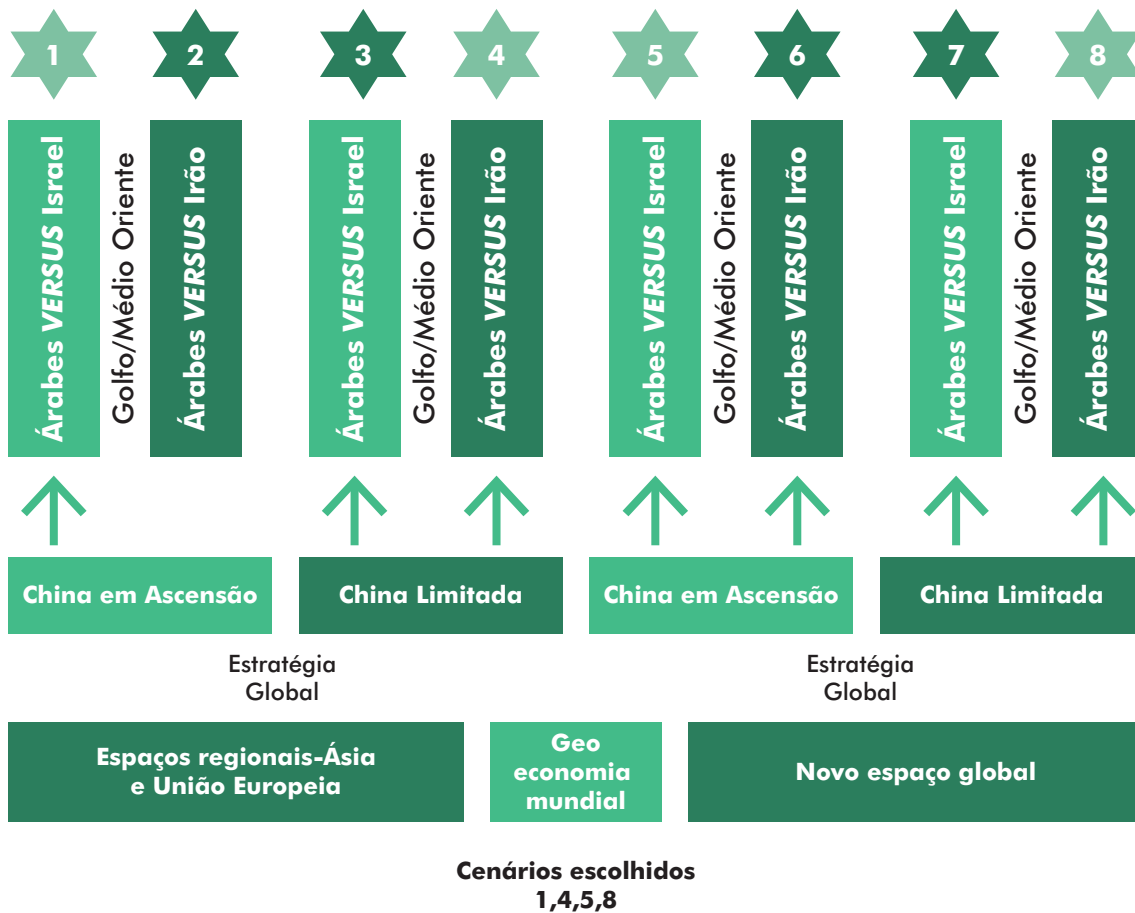 1
2
3
4
5
6
7
8
Árabes VERSUS Israel
Golfo/Médio Oriente
Árabes VERSUS Irão
Árabes VERSUS Israel
Golfo/Médio Oriente
Árabes VERSUS Irão
Árabes VERSUS Israel
Golfo/Médio Oriente
Árabes VERSUS Irão
Árabes VERSUS Israel
Golfo/Médio Oriente
Árabes VERSUS Irão
China em Ascensão
China Limitada
China em Ascensão
China Limitada
Estratégia
Global
Estratégia
Global
Espaços regionais-Ásia
e União Europeia
Geo
economia
mundial
Novo espaço global
Cenários escolhidos
1,4,5,8